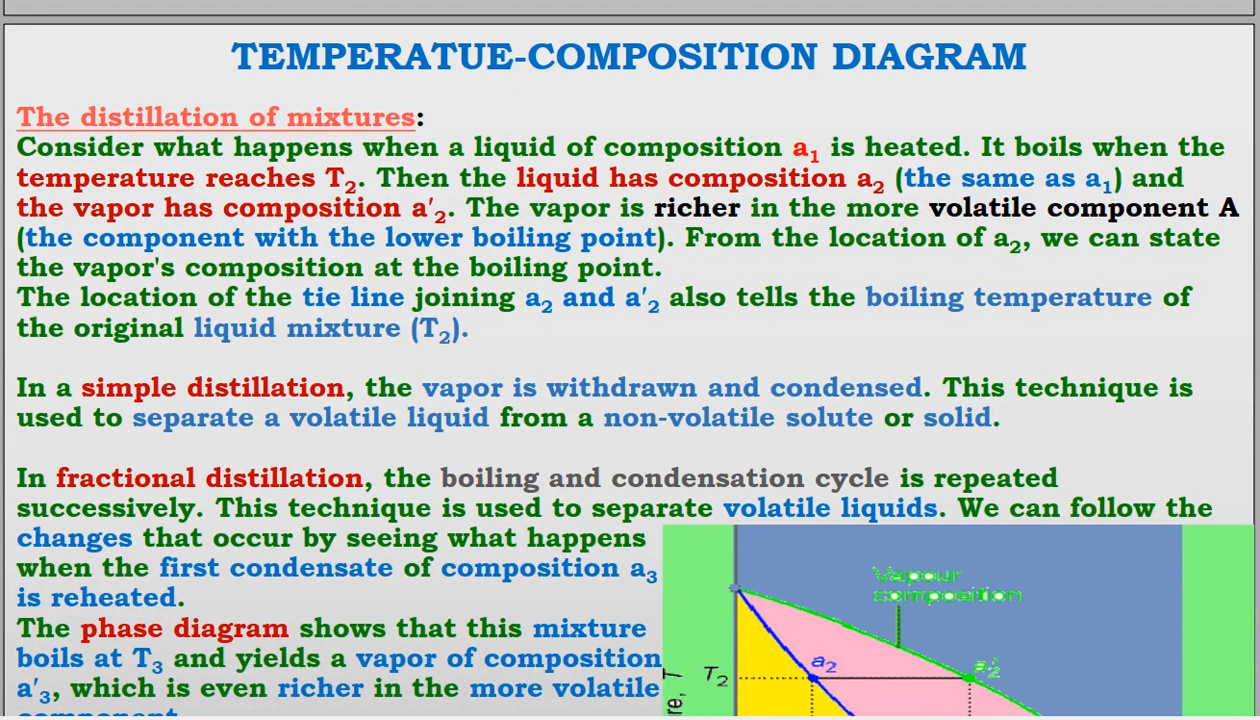 TEMPERATUE-COMPOSITION DIAGRAM
The distillation of mixtures:
Consider what happens when a liquid of composition a₁ is heated. It boils when the
temperature reaches T₂. Then the liquid has composition a₂ (the same as a₁) and
the vapor has composition a′₂. The vapor is richer in the more volatile component A
(the component with the lower boiling point). From the location of a₂, we can state
the vapor's composition at the boiling point.
The location of the tie line joining a₂ and a′₂ also tells the boiling temperature of
the original liquid mixture (T₂).
In a simple distillation, the vapor is withdrawn and condensed. This technique is
used to separate a volatile liquid from a non-volatile solute or solid.
In fractional distillation, the boiling and condensation cycle is repeated
successively. This technique is used to separate volatile liquids. We can follow the
changes that occur by seeing what happens
when the first condensate of composition a₃
is reheated.
The phase diagram shows that this mixture
boils at T₃ and yields a vapor of composition
a′₃, which is even richer in the more volatile
component
Vapour
composition
a₂
a′₂
T₂
re, T